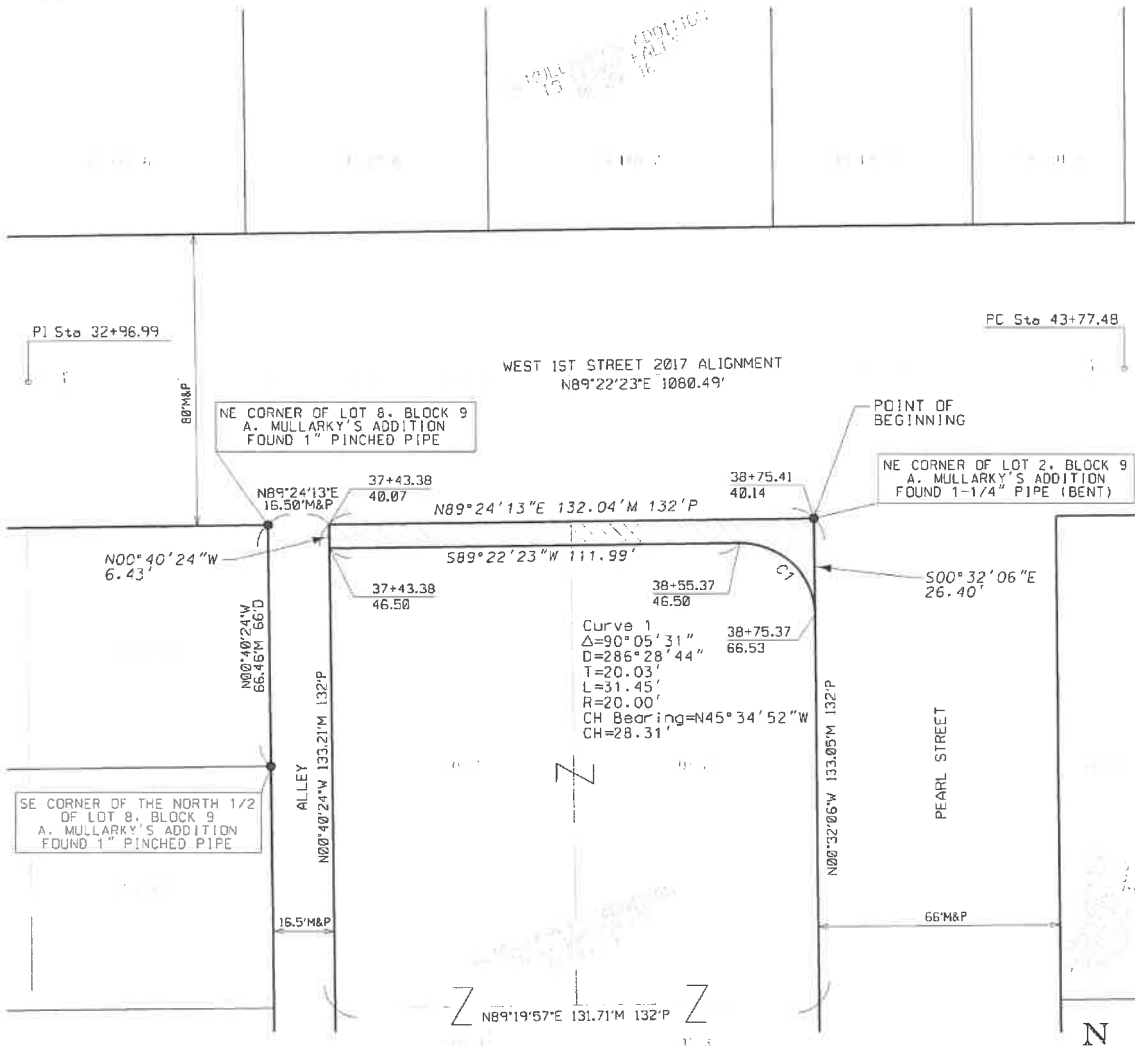 PI Sta 32+96.99
PC Sta 43+77.48
WEST 1ST STREET 2017 ALIGNMENT
N89°22'23"E 1080.49'
80'M&P
NE CORNER OF LOT 8, BLOCK 9
A. MULLARKY'S ADDITION
FOUND 1" PINCHED PIPE
POINT OF
BEGINNING
NE CORNER OF LOT 2, BLOCK 9
A. MULLARKY'S ADDITION
FOUND 1-1/4" PIPE (BENT)
N89°24'13"E
16.50'M&P
37+43.38
40.07
N89°24'13"E 132.04'M 132'P
38+75.41
40.14
N00°40'24"W
6.43'
S89°22'23"W 111.99'
37+43.38
46.50
38+55.37
46.50
C1
S00°32'06"E
26.40'
38+75.37
66.53
Curve 1
Δ=90°05'31"
D=286°28'44"
T=20.03'
L=31.45'
R=20.00'
CH Bearing=N45°34'52"W
CH=28.31'
N00°40'24"W
66.46'M 66'D
ALLEY
N00°40'24"W 133.21'M 132'P
N00°32'06"W 133.05'M 132'P
PEARL STREET
SE CORNER OF THE NORTH 1/2
OF LOT 8, BLOCK 9
A. MULLARKY'S ADDITION
FOUND 1" PINCHED PIPE
16.5'M&P
66'M&P
N89°19'57"E 131.71'M 132'P
N